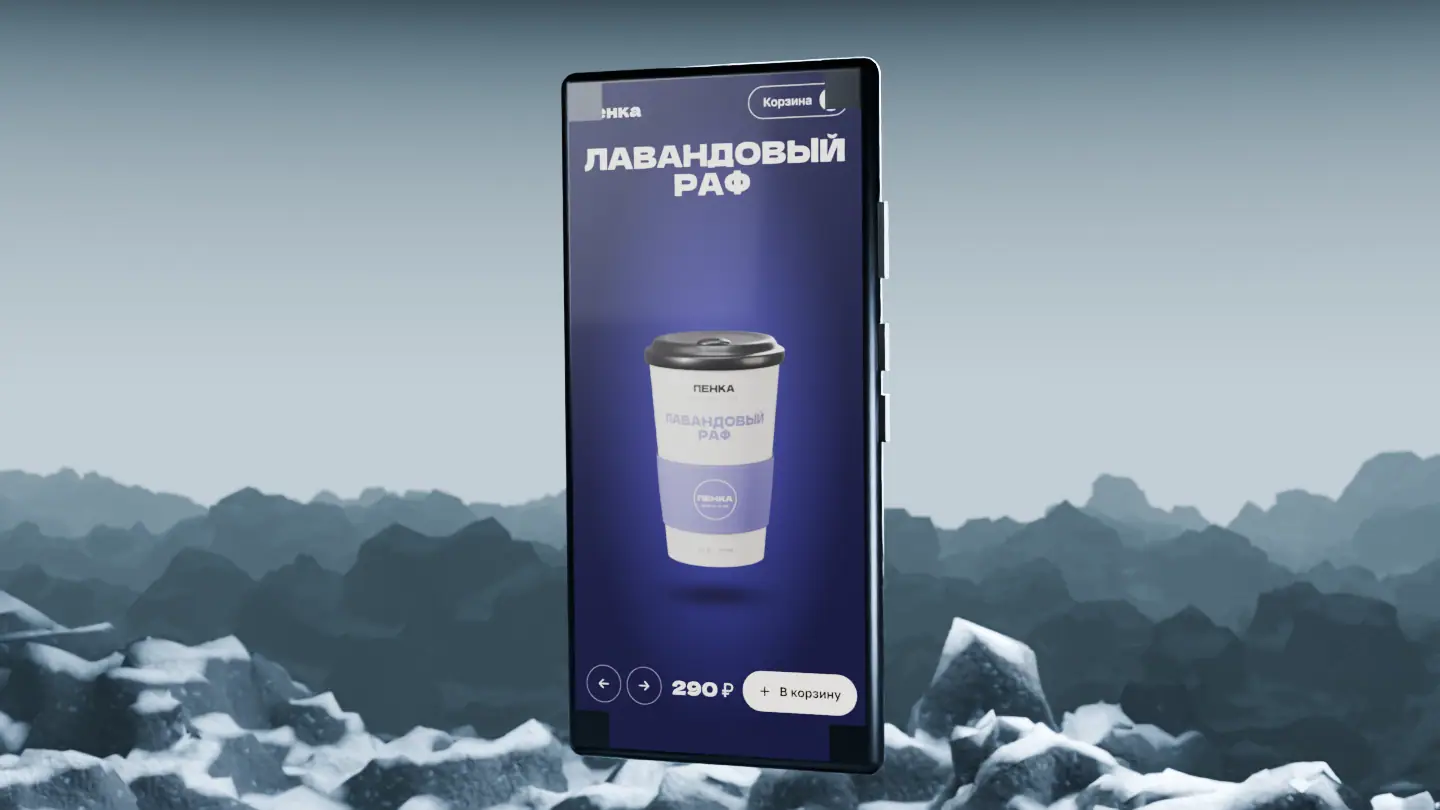 енка
Корзина
ЛАВАНДОВЫЙ
РАФ
ПЕНКА
ЛАВАНДОВЫЙ
РАФ
ПЕНКА
290 ₽
+ В корзину